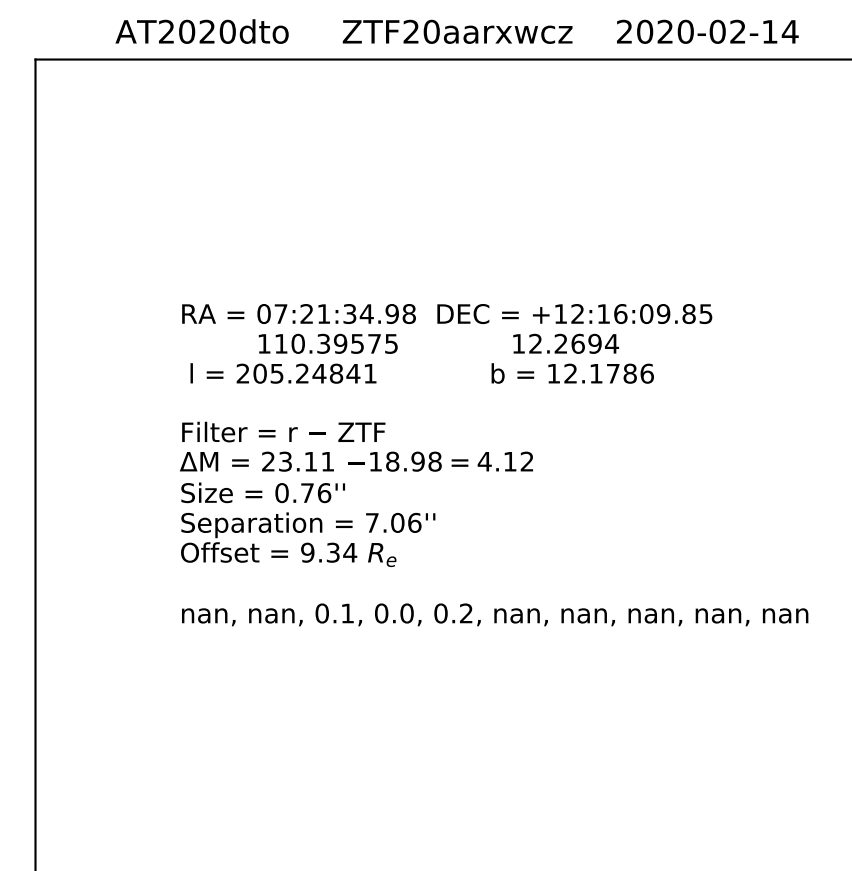 AT2020dto ZTF20aarxwcz 2020-02-14
RA = 07:21:34.98 DEC = +12:16:09.85
110.39575 12.2694
l = 205.24841 b = 12.1786
Filter = r − ZTF
ΔM = 23.11 −18.98 = 4.12
Size = 0.76''
Separation = 7.06''
Offset = 9.34 Re
nan, nan, 0.1, 0.0, 0.2, nan, nan, nan, nan, nan